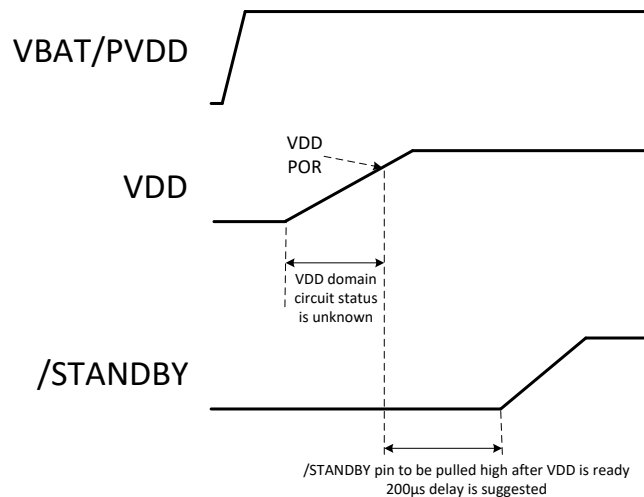 VBAT/PVDD
VDD
POR
VDD
VDD domain
circuit status
is unknown
/STANDBY
/STANDBY pin to be pulled high after VDD is ready
200µs delay is suggested